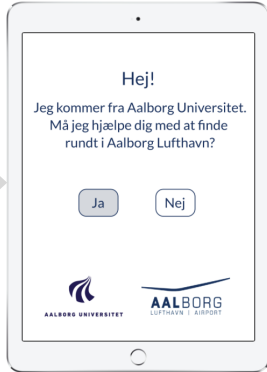 Hej!
Jeg kommer fra Aalborg Universitet.
Må jeg hjælpe dig med at finde
rundt i Aalborg Lufthavn?
Ja
Nej
AALBORG UNIVERSITET
AALBORG
LUFTHAVN | AIRPORT